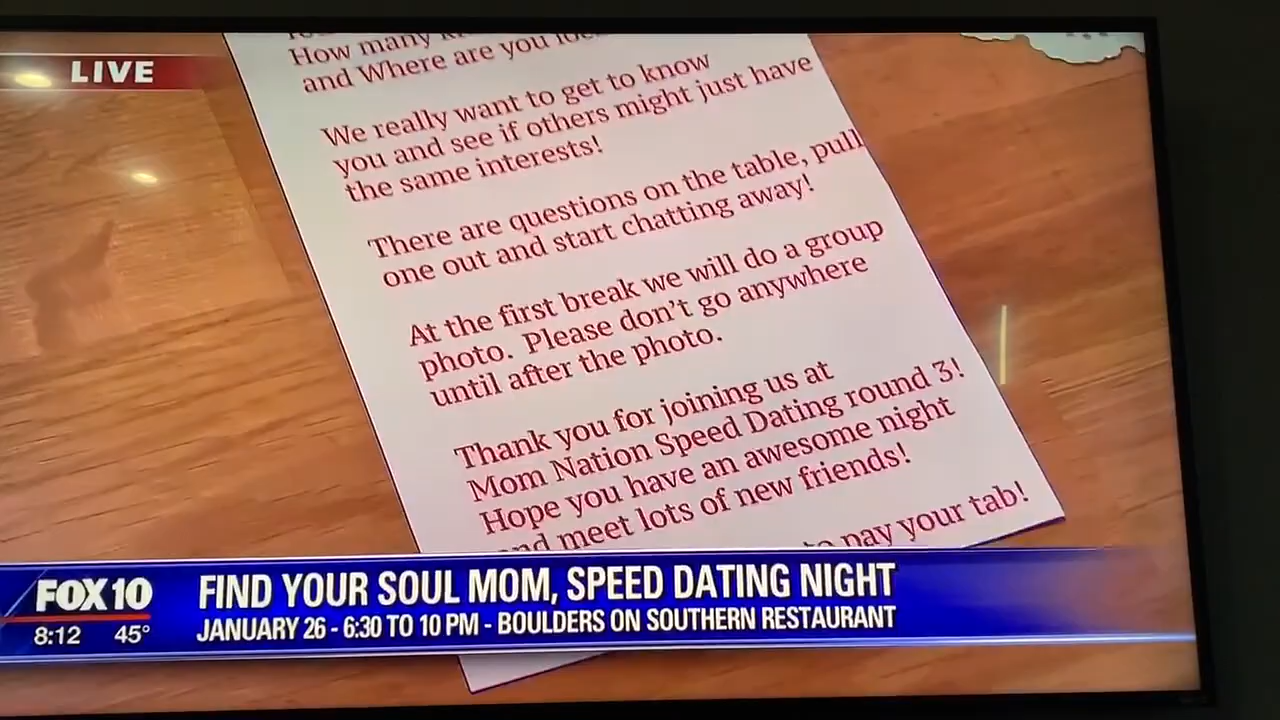 LIVE
How many
and Where are you
We really want to get to know
you and see if others might just have
the same interests!
There are questions on the table, pull
one out and start chatting away!
At the first break we will do a group
photo. Please don't go anywhere
until after the photo.
Thank you for joining us at
Mom Nation Speed Dating round 3!
Hope you have an awesome night
and meet lots of new friends!
pay your tab!
FOX 10
8:12 45°
FIND YOUR SOUL MOM, SPEED DATING NIGHT
JANUARY 26 - 6:30 TO 10 PM - BOULDERS ON SOUTHERN RESTAURANT